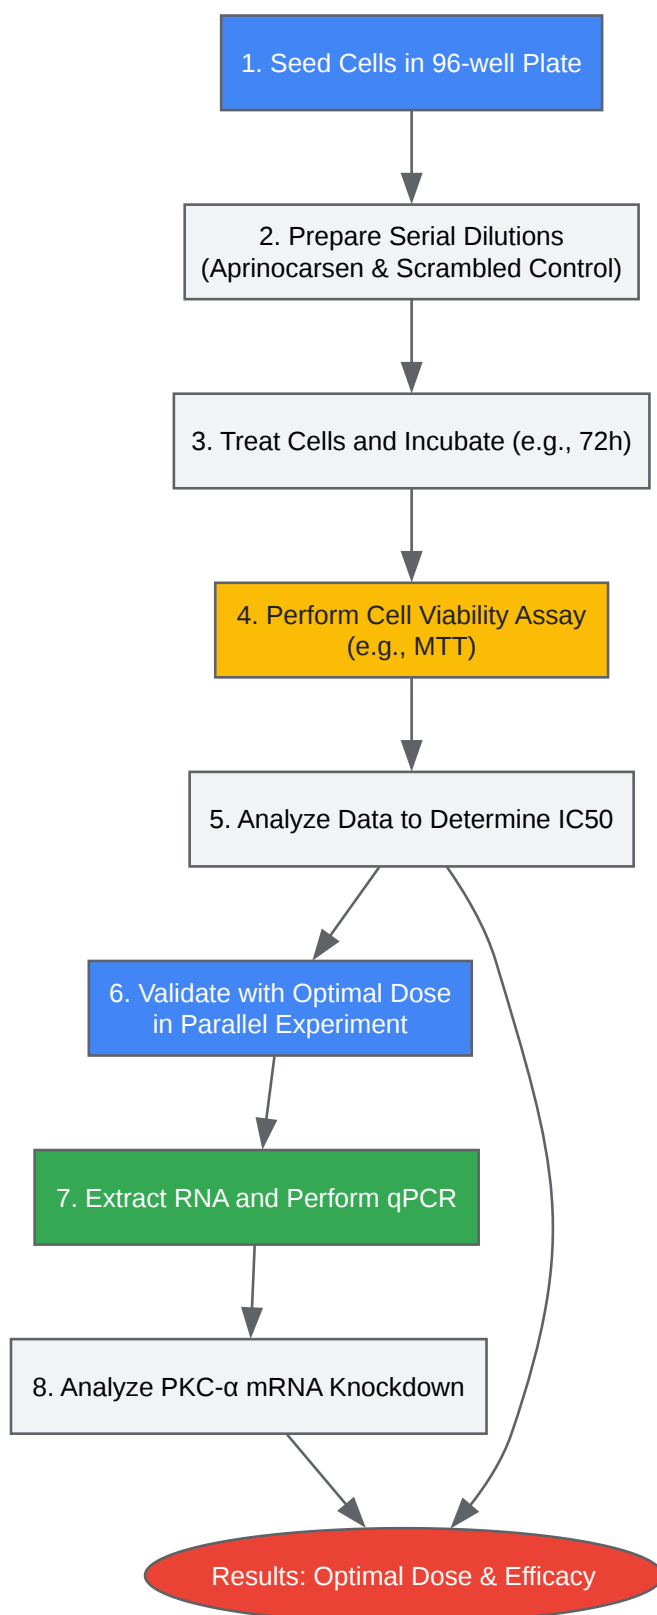 1. Seed Cells in 96-well Plate
2. Prepare Serial Dilutions
(Aprinocarsen & Scrambled Control)
3. Treat Cells and Incubate (e.g., 72h)
4. Perform Cell Viability Assay
(e.g., MTT)
5. Analyze Data to Determine IC50
6. Validate with Optimal Dose
in Parallel Experiment
7. Extract RNA and Perform qPCR
8. Analyze PKC-α mRNA Knockdown
Results: Optimal Dose & Efficacy